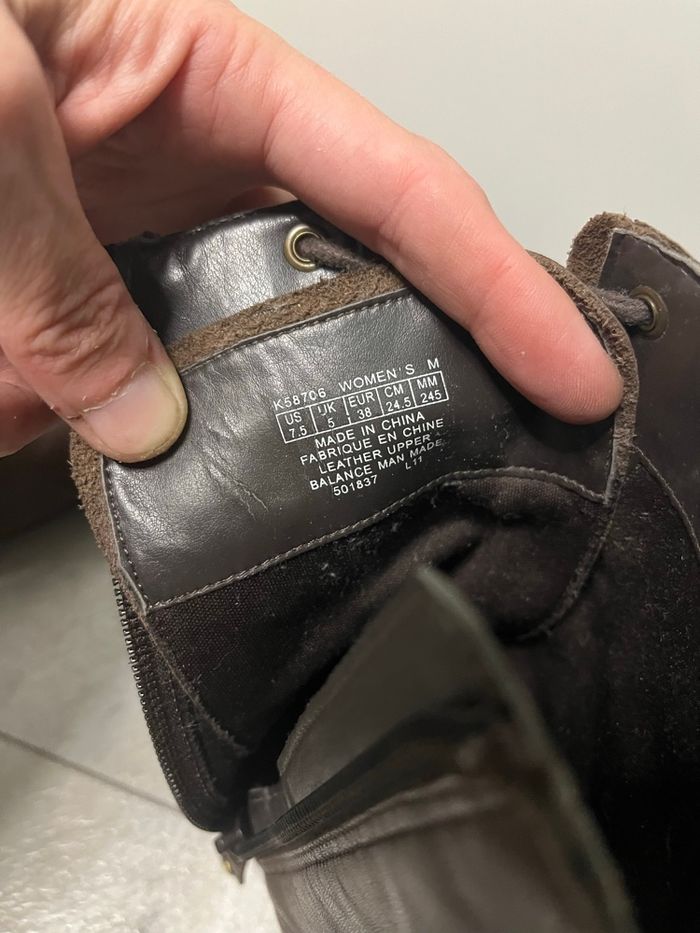 K58706 WOMEN'S M
US UK EUR CM MM
7.5 5 38 24.5 245
MADE IN CHINA
FABRIQUE EN CHINE
LEATHER UPPER
BALANCE MAN MADE
501837 L11